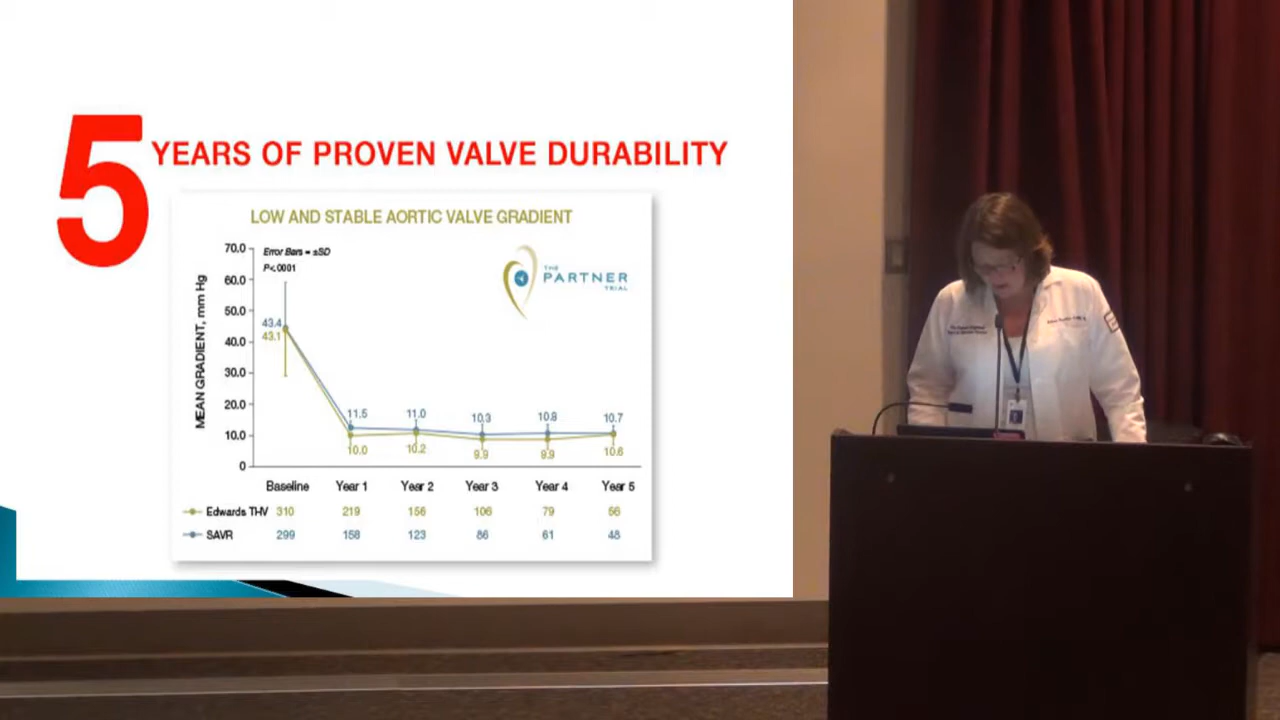 5 YEARS OF PROVEN VALVE DURABILITY
LOW AND STABLE AORTIC VALVE GRADIENT
Error Bars = ±SD
P<.0001
THE
PARTNER
TRIAL
MEAN GRADIENT, mm Hg
70.0
60.0
50.0
40.0
30.0
20.0
10.0
0
43.4
43.1
11.5 11.0 10.3 10.8 10.7
10.0 10.2 9.9 9.9 10.6
Baseline Year 1 Year 2 Year 3 Year 4 Year 5
Edwards THV 310 219 156 106 79 56
SAVR 299 158 123 86 61 48